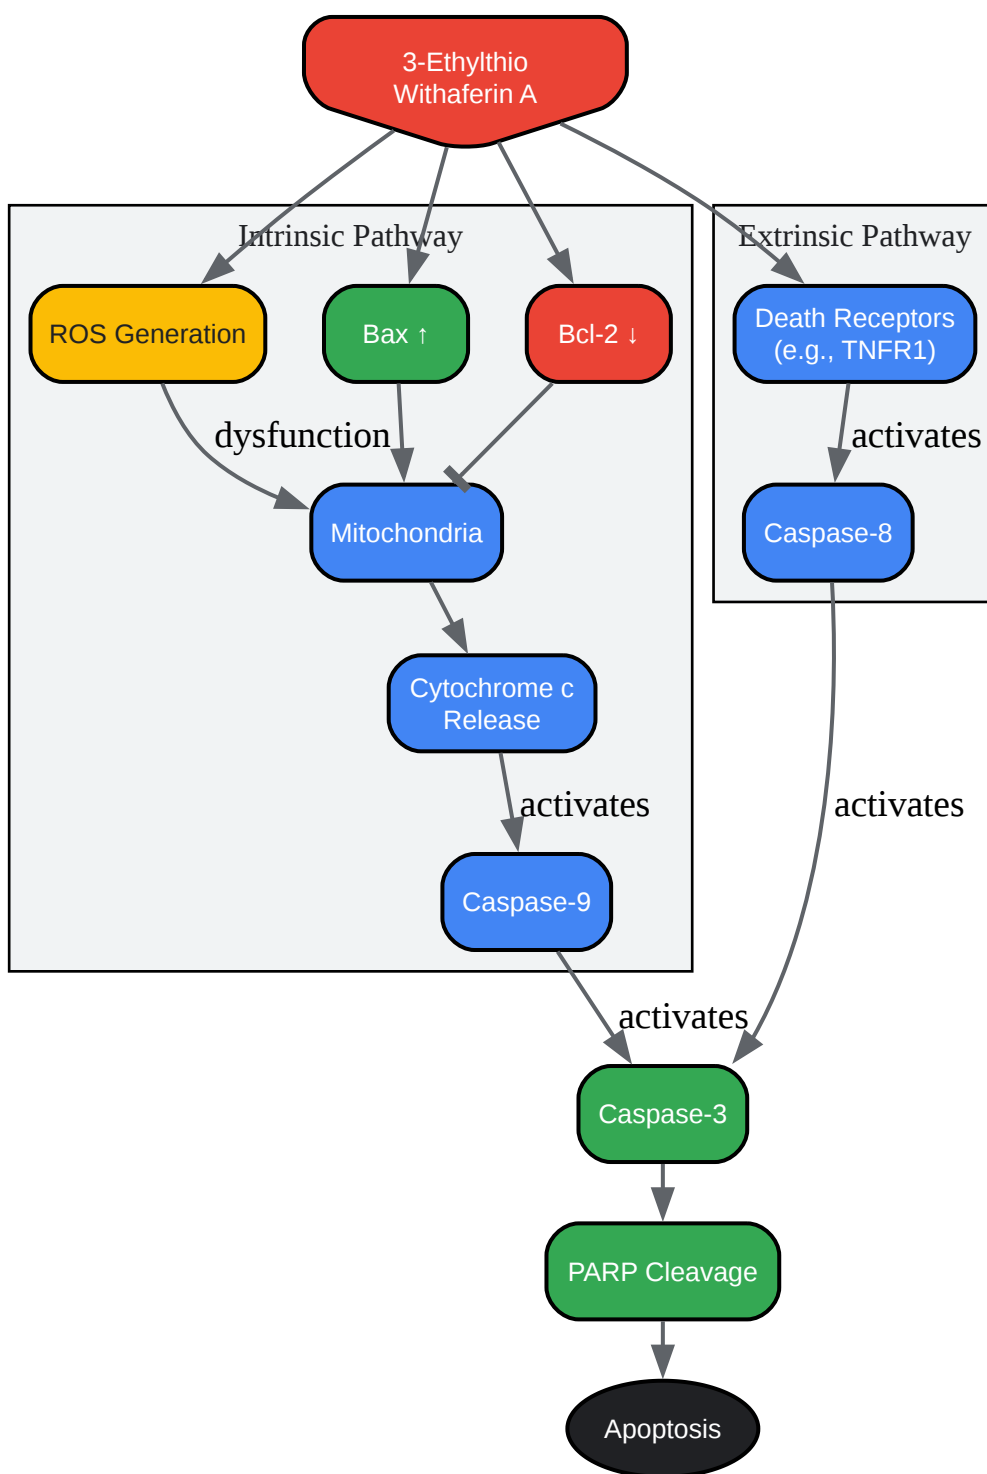 3-Ethylthio
Withaferin A
Intrinsic Pathway
Extrinsic Pathway
ROS Generation
Bax ↑
Bcl-2 ↓
Death Receptors
(e.g., TNFR1)
dysfunction
activates
Mitochondria
Caspase-8
Cytochrome c
Release
activates
activates
Caspase-9
activates
Caspase-3
PARP Cleavage
Apoptosis